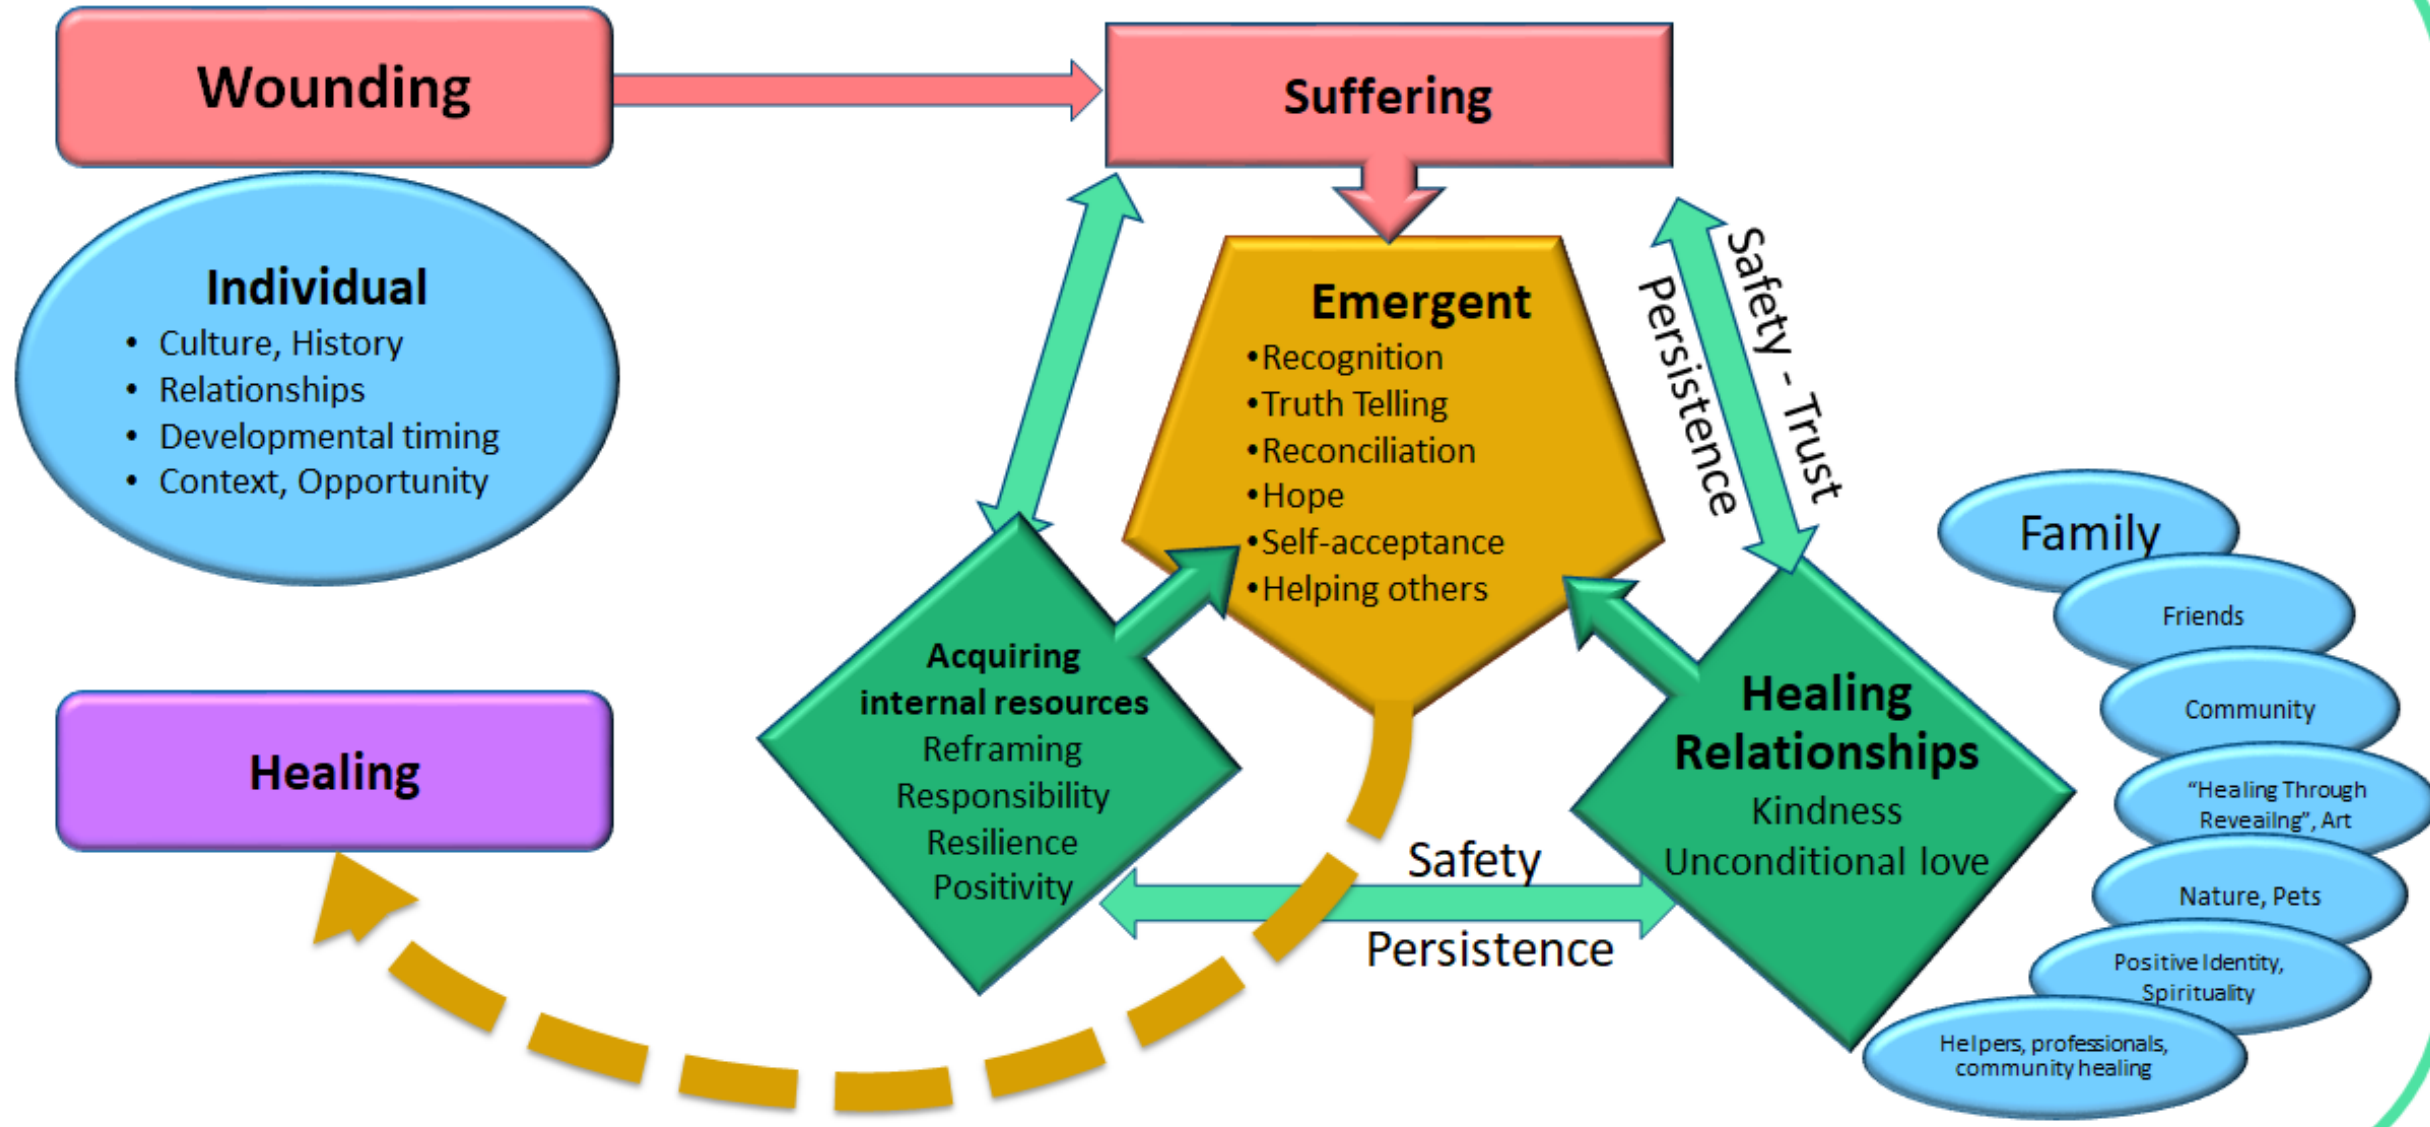 Wounding
Suffering
Individual
• Culture, History
• Relationships
• Developmental timing
• Context, Opportunity
Emergent
•Recognition
•Truth Telling
•Reconciliation
•Hope
•Self-acceptance
•Helping others
Safety - Trust
Persistence
Healing
Acquiring
internal resources
Reframing
Responsibility
Resilience
Positivity
Safety
Persistence
Healing
Relationships
Kindness
Unconditional love
Family
Friends
Community
“Healing Through
Reveailng”, Art
Nature, Pets
Positive Identity,
Spirituality
Helpers, professionals,
community healing